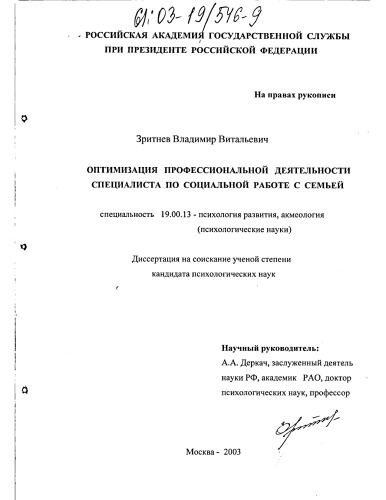 61:03-19/546-9
РОССИЙСКАЯ АКАДЕМИЯ ГОСУДАРСТВЕННОЙ СЛУЖБЫ
ПРИ ПРЕЗИДЕНТЕ РОССИЙСКОЙ ФЕДЕРАЦИИ
На правах рукописи
Зритнев Владимир Витальевич
ОПТИМИЗАЦИЯ ПРОФЕССИОНАЛЬНОЙ ДЕЯТЕЛЬНОСТИ
СПЕЦИАЛИСТА ПО СОЦИАЛЬНОЙ РАБОТЕ С СЕМЬЕЙ
специальность 19.00.13 - психология развития, акмеология
(психологические науки)
Диссертация на соискание ученой степени
кандидата психологических наук
Научный руководитель:
А.А. Деркач, заслуженный деятель
науки РФ, академик РАО, доктор
психологических наук, профессор
Москва - 2003